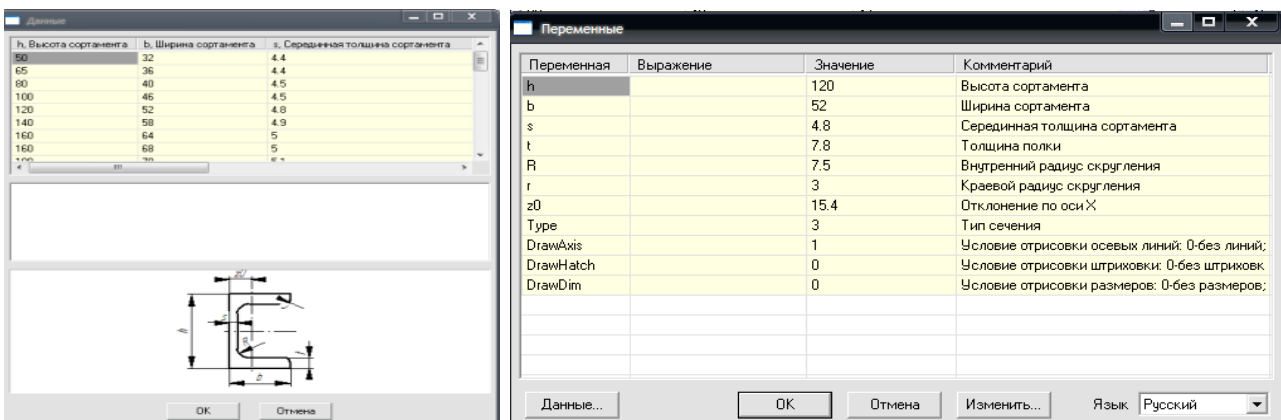 Данные
h, Высота сортамента b, Ширина сортамента s, Серединная толщина сортамента
50 32 4.4
65 36 4.4
80 40 4.5
100 46 4.5
120 52 4.8
140 58 4.9
160 64 5
160 68 5
z0
h
s
R
t
b
OK Отмена
Переменные
Переменная Выражение Значение Комментарий
h 120 Высота сортамента
b 52 Ширина сортамента
s 4.8 Серединная толщина сортамента
t 7.8 Толщина полки
R 7.5 Внутренний радиус скругления
r 3 Краевой радиус скругления
z0 15.4 Отклонение по оси X
Type 3 Тип сечения
DrawAxis 1 Условие отрисовки осевых линий: 0-без линий;
DrawHatch 0 Условие отрисовки штриховки: 0-без штриховк
DrawDim 0 Условие отрисовки размеров: 0-без размеров;
Данные... OK Отмена Изменить... Язык Русский